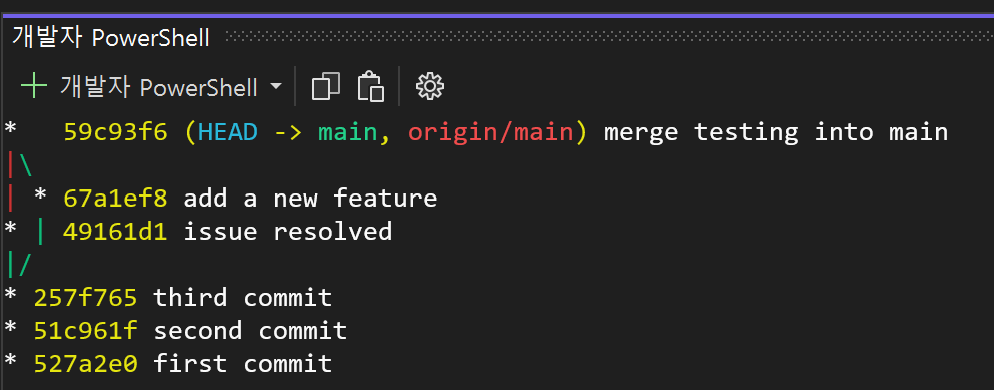 개발자 PowerShell
개발자 PowerShell
*   59c93f6 (HEAD -> main, origin/main) merge testing into main
|\
| * 67a1ef8 add a new feature
* | 49161d1 issue resolved
|/
* 257f765 third commit
* 51c961f second commit
* 527a2e0 first commit